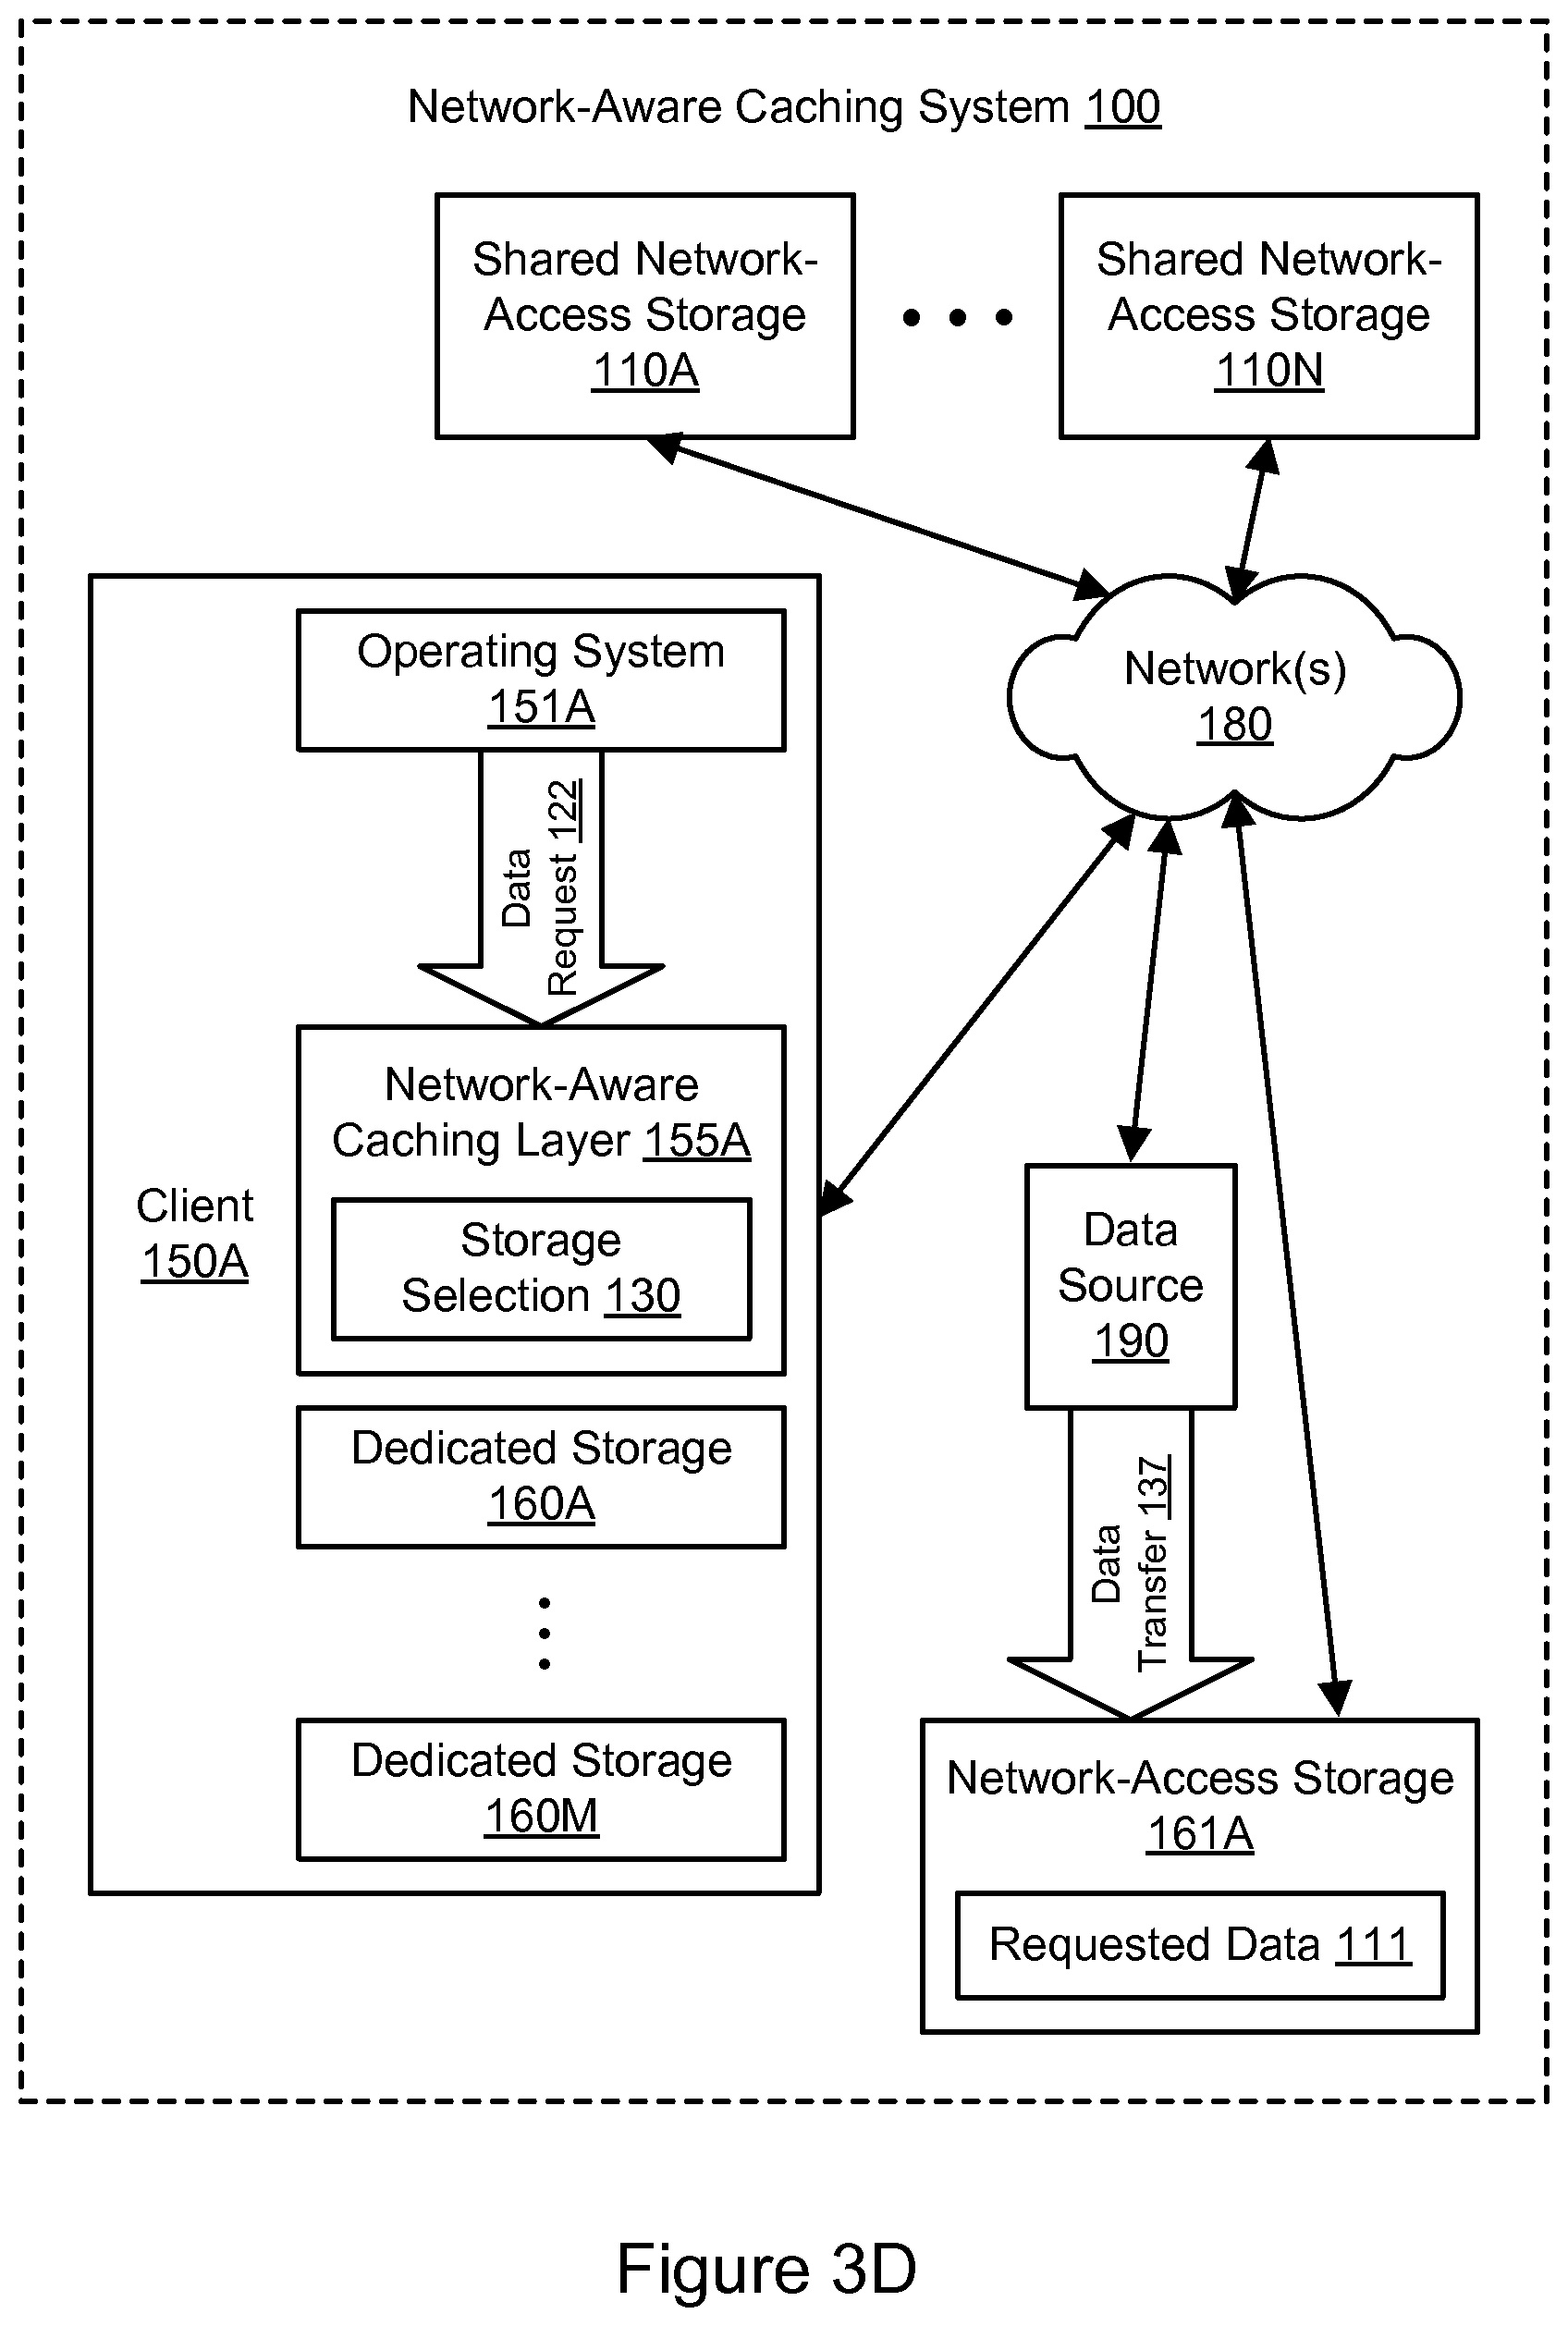 Network-Aware Caching System 100
Shared Network-
Access Storage
110A
Shared Network-
Access Storage
110N
Operating System
151A
Network(s)
180
Data
Request 122
Network-Aware
Caching Layer 155A
Storage
Selection 130
Client
150A
Data
Source
190
Dedicated Storage
160A
Data
Transfer 137
Dedicated Storage
160M
Network-Access Storage
161A
Requested Data 111
Figure 3D